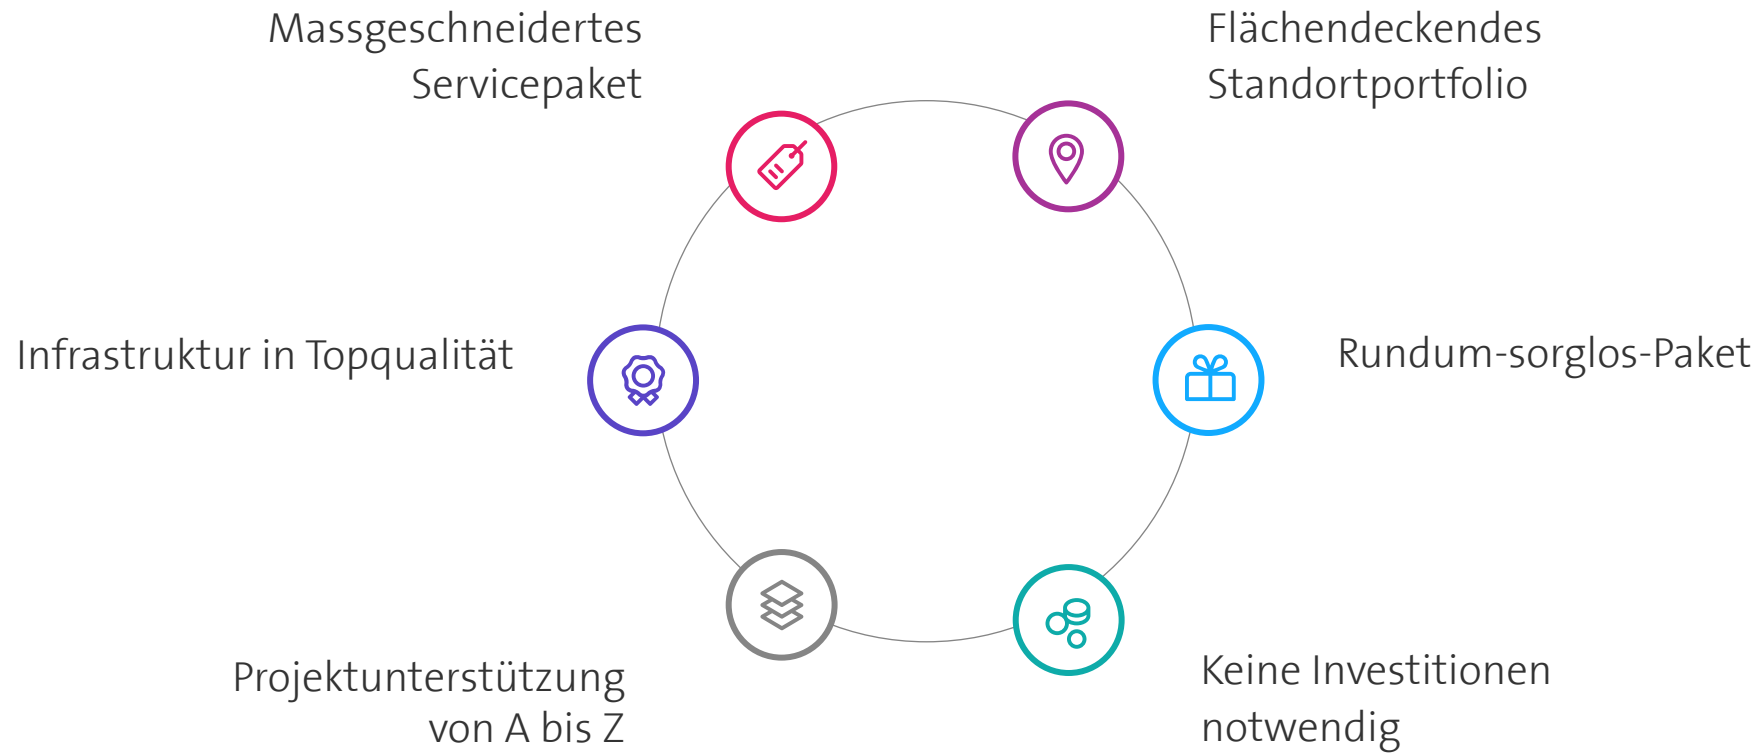 Massgeschneidertes
Servicepaket
Flächendeckendes
Standortportfolio
Infrastruktur in Topqualität
Rundum-sorglos-Paket
Projektunterstützung
von A bis Z
Keine Investitionen
notwendig